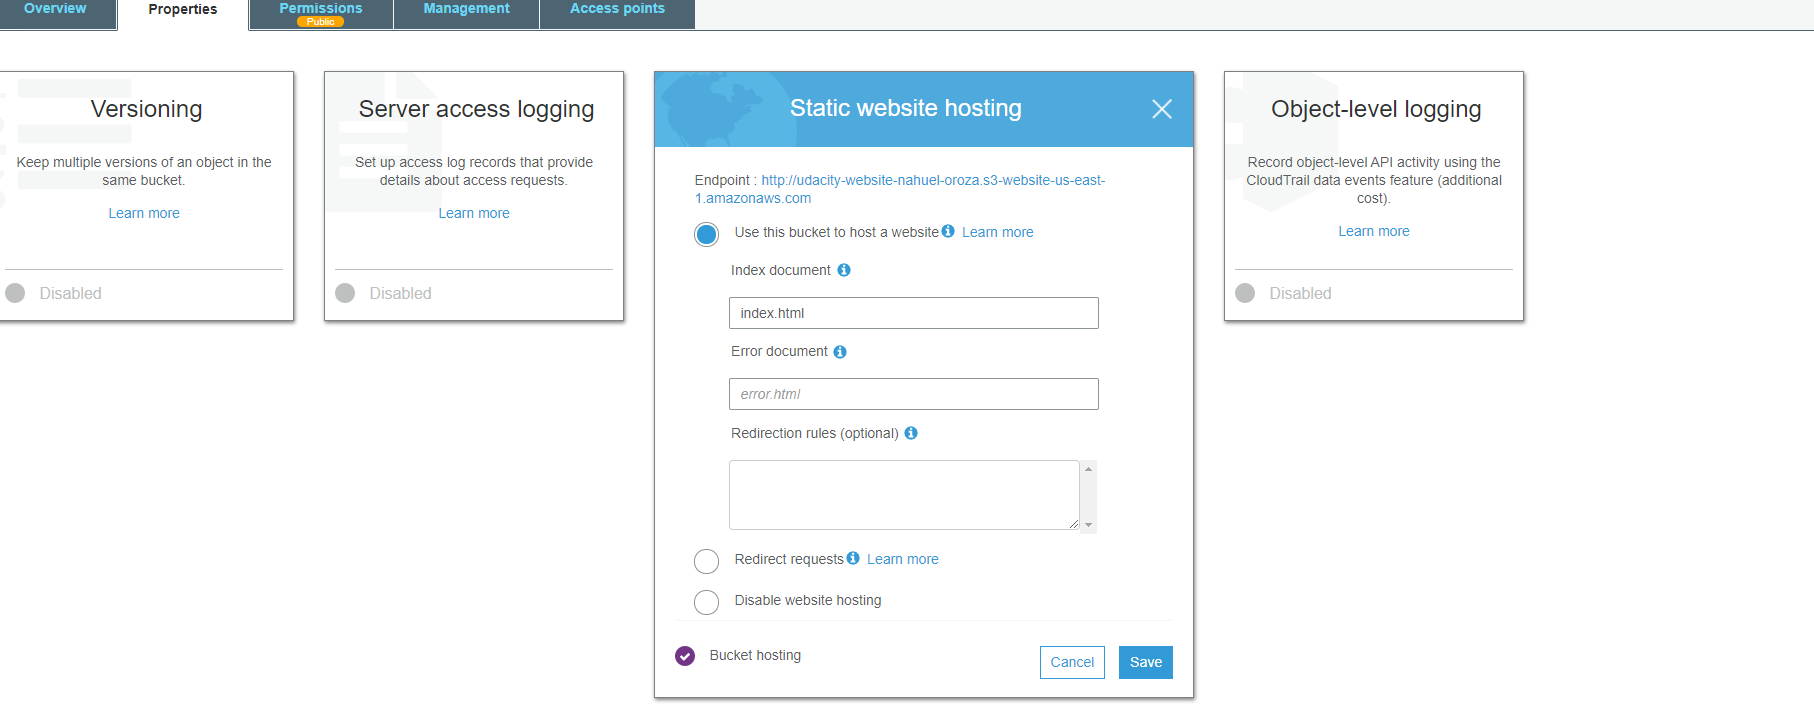 Overview
Properties
Permissions
Public
Management
Access points
Versioning
Keep multiple versions of an object in the
same bucket.
Learn more
Disabled
Server access logging
Set up access log records that provide
details about access requests.
Learn more
Disabled
Static website hosting
Endpoint : http://udacity-website-nahuel-oroza.s3-website-us-east-
1.amazonaws.com
Use this bucket to host a website Learn more
Index document
index.html
Error document
error.html
Redirection rules (optional)
Redirect requests Learn more
Disable website hosting
Bucket hosting
Cancel
Save
Object-level logging
Record object-level API activity using the
CloudTrail data events feature (additional
cost).
Learn more
Disabled